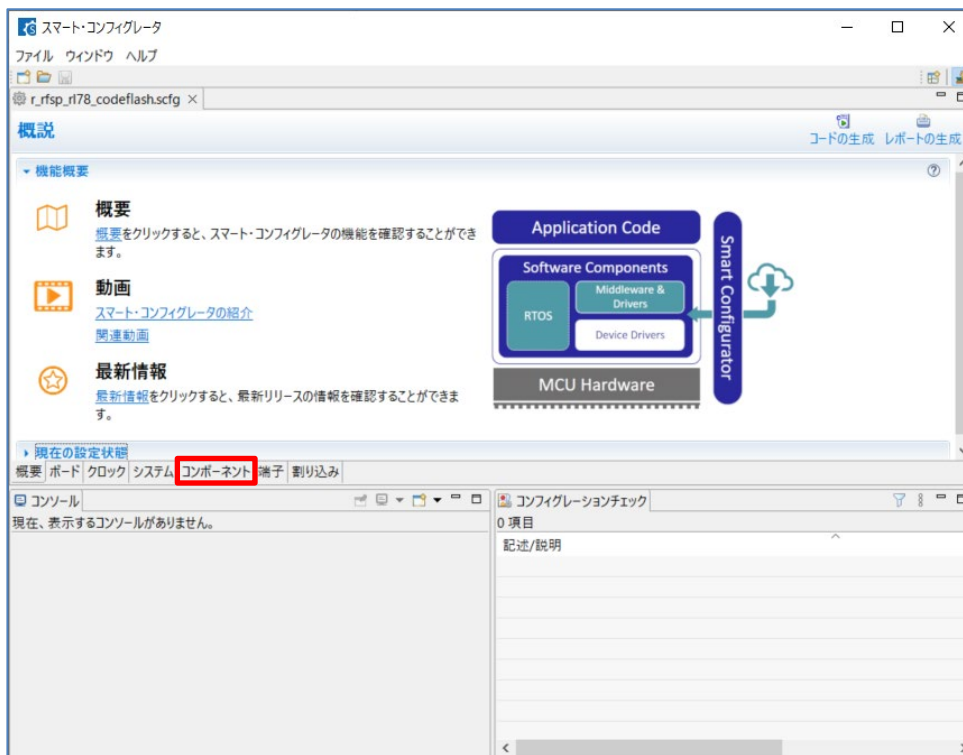 スマート・コンフィグレータ
ファイル ウィンドウ ヘルプ
r_rfsp_rl78_codeflash.scfg
概説
コードの生成 レポートの生成
機能概要
概要
概要をクリックすると、スマート・コンフィグレータの機能を確認することができ
ます。
動画
スマート・コンフィグレータの紹介
関連動画
最新情報
最新情報をクリックすると、最新リリースの情報を確認することができま
す。
Application Code
Software Components
RTOS
Middleware &
Drivers
Device Drivers
MCU Hardware
Smart Configurator
現在の設定状態
概要 ボード クロック システム コンポーネント 端子 割り込み
コンソール
現在、表示するコンソールがありません。
コンフィグレーションチェック
0 項目
記述/説明